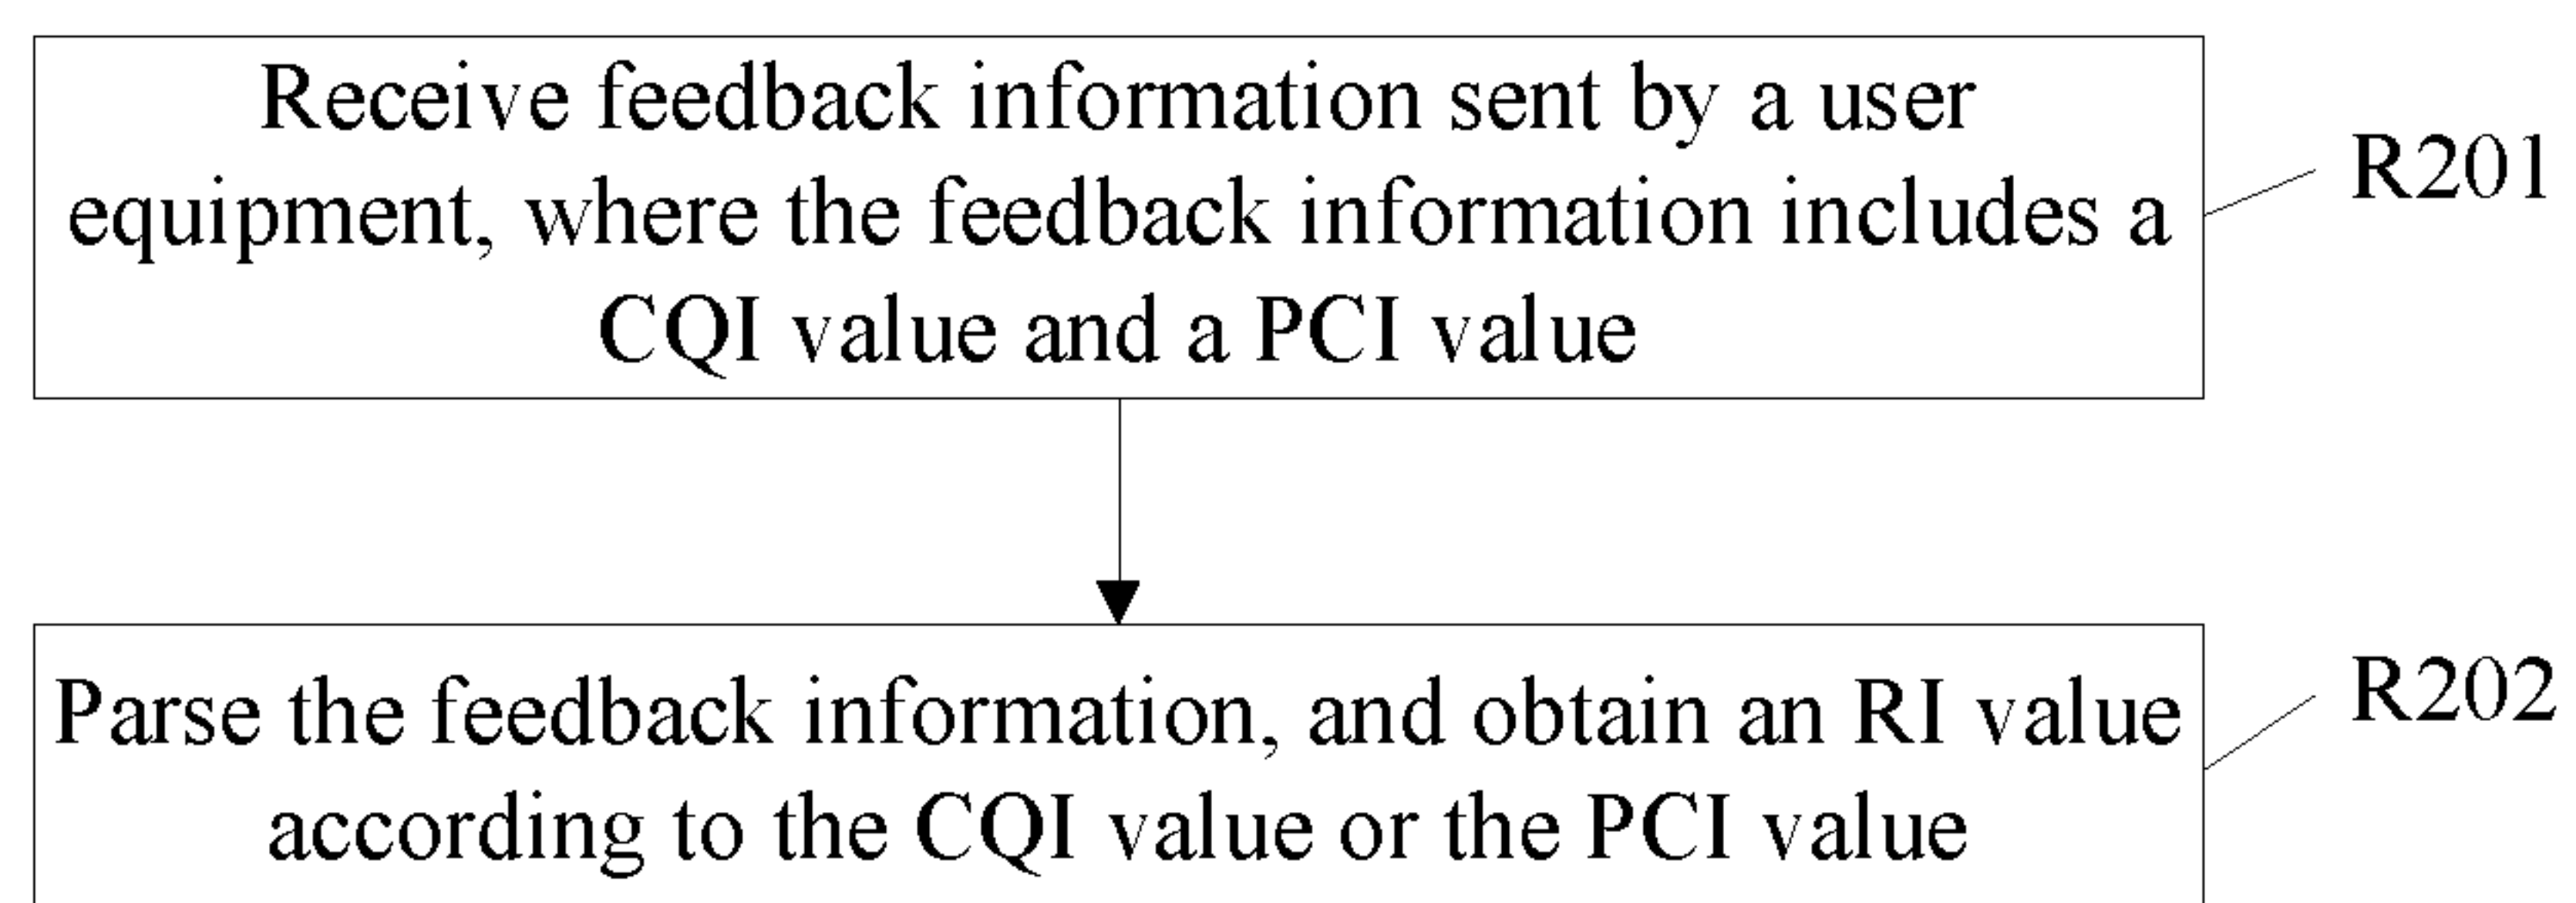 Receive feedback information sent by a user
equipment, where the feedback information includes a
CQI value and a PCI value
R201
Parse the feedback information, and obtain an RI value
according to the CQI value or the PCI value
R202